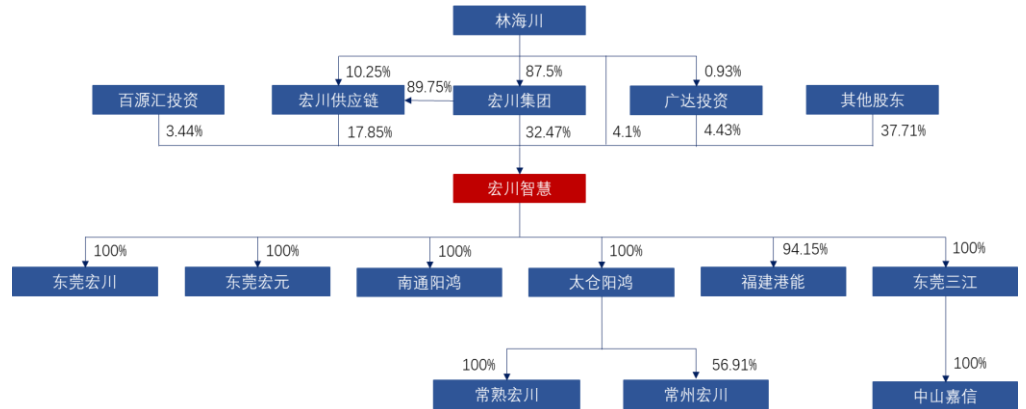 林海川
10.25%
87.5%
0.93%
89.75%
百源汇投资
宏川供应链
宏川集团
广达投资
其他股东
3.44%
17.85%
32.47%
4.1%
4.43%
37.71%
宏川智慧
100%
100%
100%
100%
94.15%
100%
东莞宏川
东莞宏元
南通阳鸿
太仓阳鸿
福建港能
东莞三江
100%
56.91%
100%
常熟宏川
常州宏川
中山嘉信